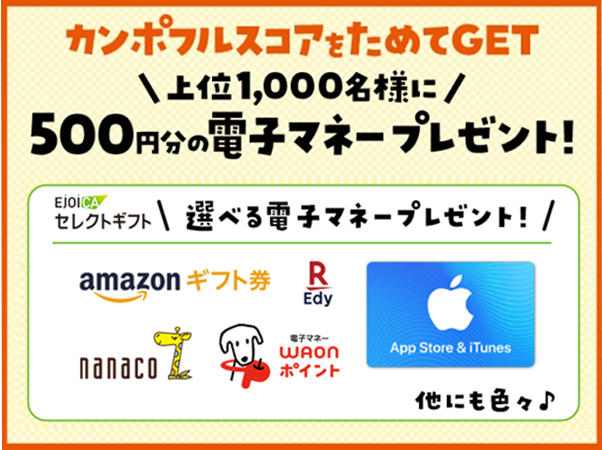 カンポフルスコアをためてGET
上位1,000名様に
500円分の電子マネープレゼント!
EJOICA
セレクトギフト
選べる電子マネープレゼント!
amazon ギフト券
R
Edy
App Store & iTunes
nanaco
電子マネー
WAON
ポイント
他にも色々♪